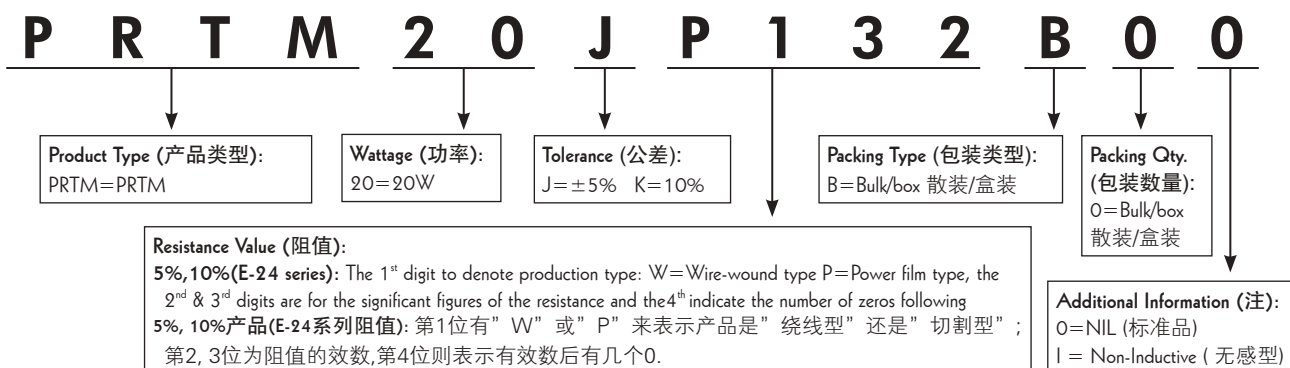 P R T M 2 0 J P 1 3 2 B 0 0
Product Type (产品类型):
PRTM=PRTM
Wattage (功率):
20=20W
Tolerance (公差):
J=±5% K=10%
Packing Type (包装类型):
B=Bulk/box 散装/盒装
Packing Qty.
(包装数量):
0=Bulk/box
散装/盒装
Resistance Value (阻值):
5%,10%(E-24 series): The 1st digit to denote production type: W=Wire-wound type P=Power film type, the
2nd & 3rd digits are for the significant figures of the resistance and the4th indicate the number of zeros following
5%, 10%产品(E-24系列阻值): 第1位有”W”或”P”来表示产品是”绕线型”还是”切割型”;
第2, 3位为阻值的效数,第4位则表示有效数后有几个0.
Additional Information (注):
0=NIL (标准品)
I = Non-Inductive ( 无感型)